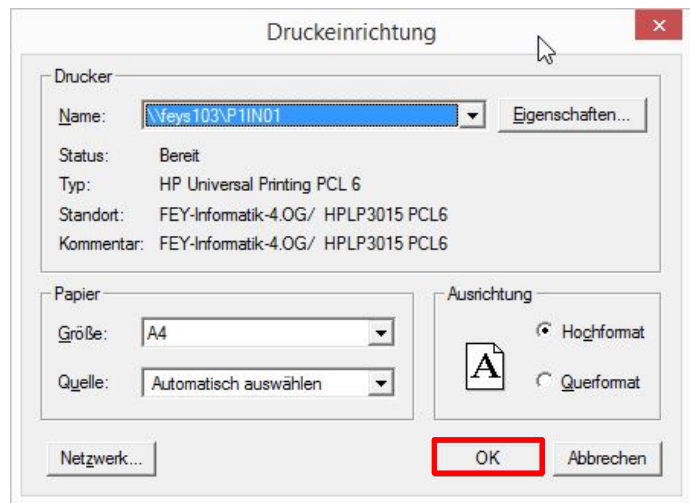 Druckeinrichtung
Drucker
Name: \\feys103\P1IN01 Eigenschaften...
Status: Bereit
Typ: HP Universal Printing PCL 6
Standort: FEY-Informatik-4.OG/ HPLP3015 PCL6
Kommentar: FEY-Informatik-4.OG/ HPLP3015 PCL6
Papier
Größe: A4
Quelle: Automatisch auswählen
Ausrichtung
A
Hochformat
Querformat
Netzwerk... OK Abbrechen